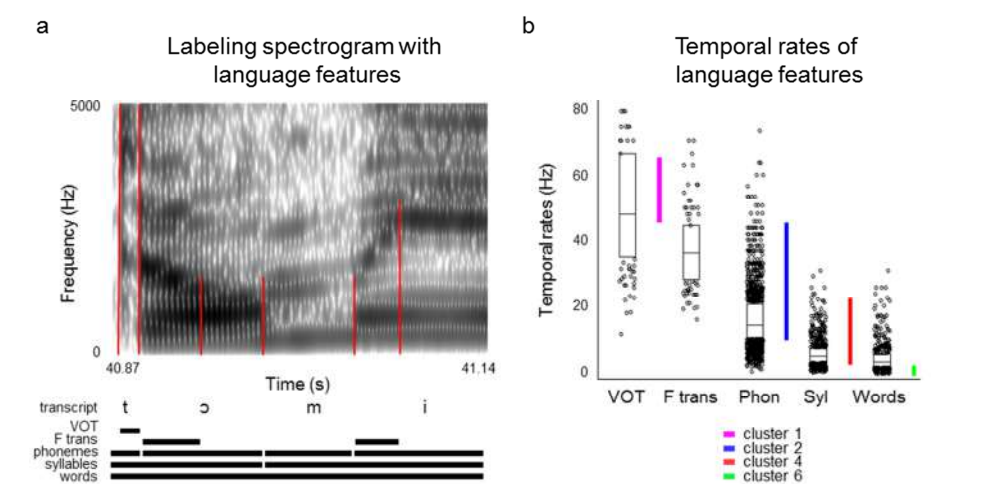 a
Labeling spectrogram with
language features
5000
Frequency (Hz)
0
40.87
41.14
Time (s)
transcript t ɔ m i
VOT
F trans
phonemes
syllables
words
b
Temporal rates of
language features
80
60
40
20
0
Temporal rates (Hz)
VOT F trans Phon Syl Words
cluster 1
cluster 2
cluster 4
cluster 6